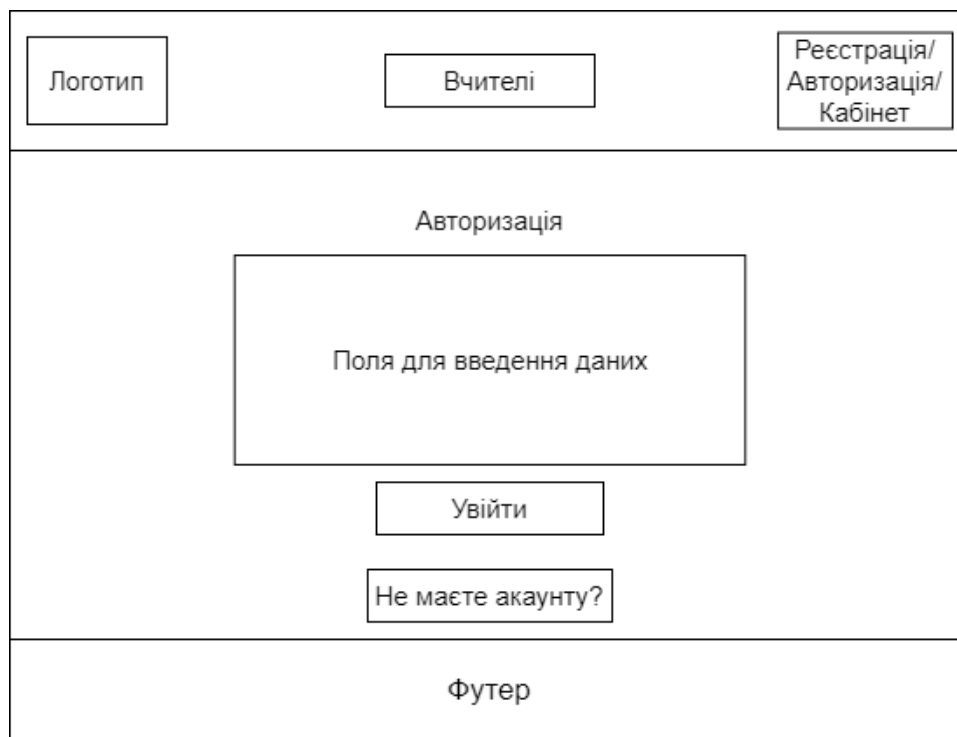 Логотип
Вчителі
Реєстрація/
Авторизація/
Кабінет
Авторизація
Поля для введення даних
Увійти
Не маєте акаунту?
Футер